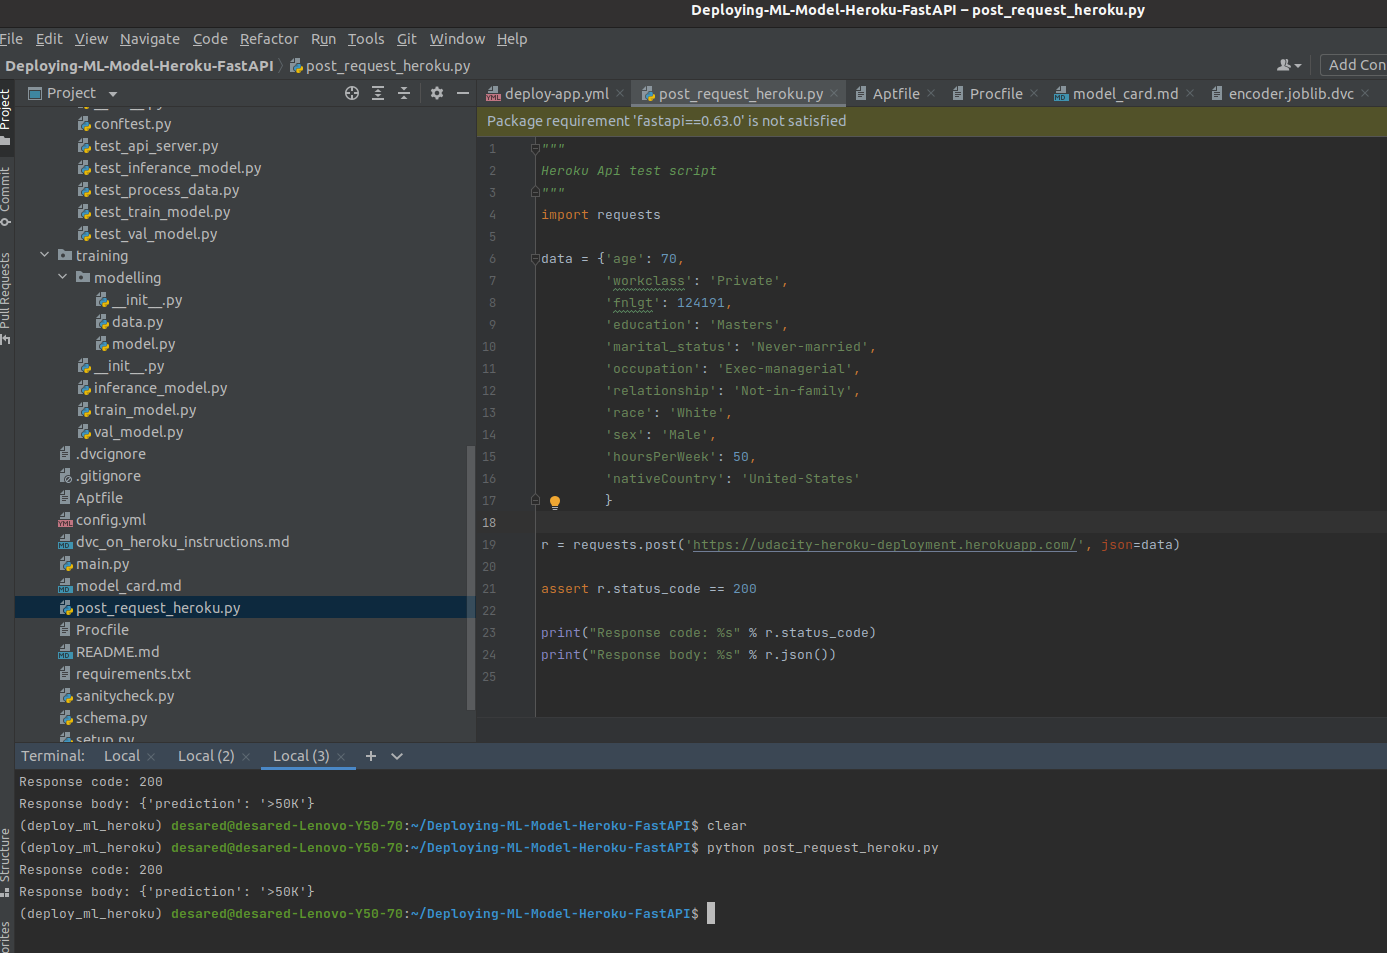 Deploying-ML-Model-Heroku-FastAPI – post_request_heroku.py
File Edit View Navigate Code Refactor Run Tools Git Window Help
Deploying-ML-Model-Heroku-FastAPI post_request_heroku.py Add Con
Project
deploy-app.yml post_request_heroku.py Aptfile Procfile model_card.md encoder.joblib.dvc
Package requirement 'fastapi==0.63.0' is not satisfied
Project
Commit
Pull Requests
Structure
orites
conftest.py
test_api_server.py
test_inferance_model.py
test_process_data.py
test_train_model.py
test_val_model.py
training
modelling
__init__.py
data.py
model.py
__init__.py
inferance_model.py
train_model.py
val_model.py
.dvcignore
.gitignore
Aptfile
config.yml
dvc_on_heroku_instructions.md
main.py
model_card.md
post_request_heroku.py
Procfile
README.md
requirements.txt
sanitycheck.py
schema.py
setup.py
1 """
2 Heroku Api test script
3 """
4 import requests
5
6 data = {'age': 70,
7 'workclass': 'Private',
8 'fnlgt': 124191,
9 'education': 'Masters',
10 'marital_status': 'Never-married',
11 'occupation': 'Exec-managerial',
12 'relationship': 'Not-in-family',
13 'race': 'White',
14 'sex': 'Male',
15 'hoursPerWeek': 50,
16 'nativeCountry': 'United-States'
17 }
18
19 r = requests.post('https://udacity-heroku-deployment.herokuapp.com/', json=data)
20
21 assert r.status_code == 200
22
23 print("Response code: %s" % r.status_code)
24 print("Response body: %s" % r.json())
25
Terminal: Local Local (2) Local (3)
Response code: 200
Response body: {'prediction': '>50K'}
(deploy_ml_heroku) desared@desared-Lenovo-Y50-70:~/Deploying-ML-Model-Heroku-FastAPI$ clear
(deploy_ml_heroku) desared@desared-Lenovo-Y50-70:~/Deploying-ML-Model-Heroku-FastAPI$ python post_request_heroku.py
Response code: 200
Response body: {'prediction': '>50K'}
(deploy_ml_heroku) desared@desared-Lenovo-Y50-70:~/Deploying-ML-Model-Heroku-FastAPI$